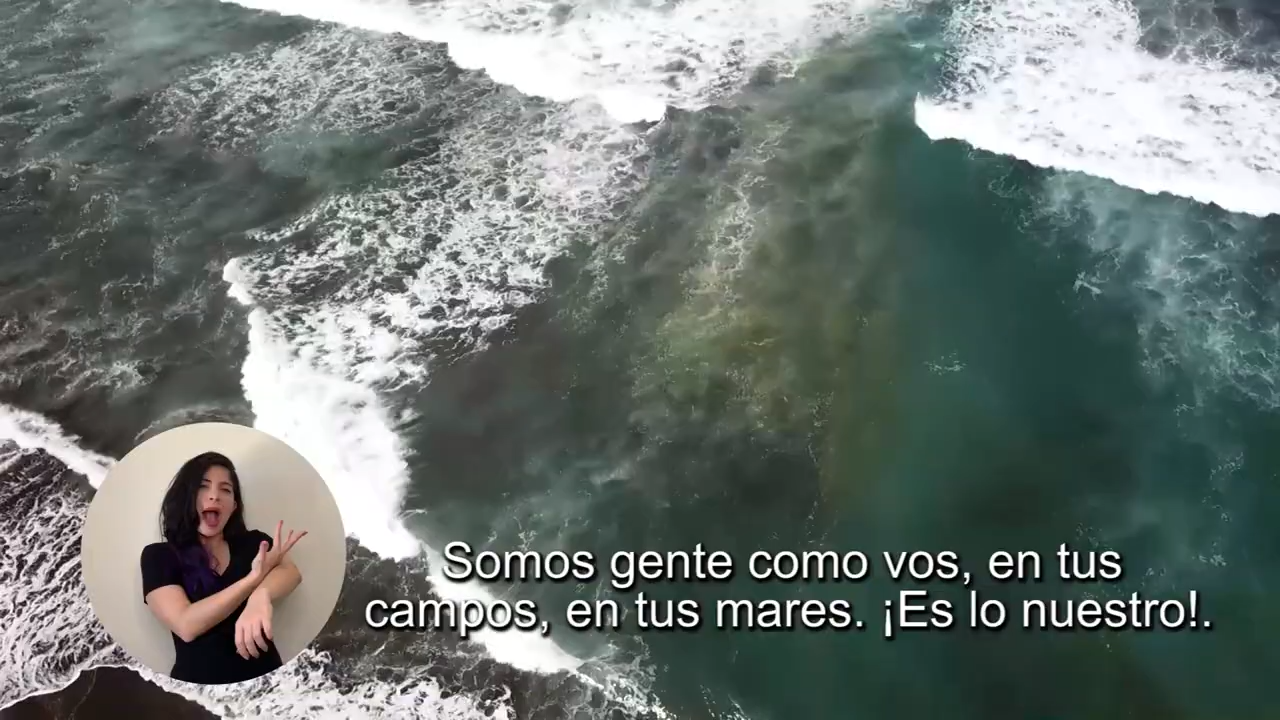 Somos gente como vos, en tus
campos, en tus mares. ¡Es lo nuestro!.